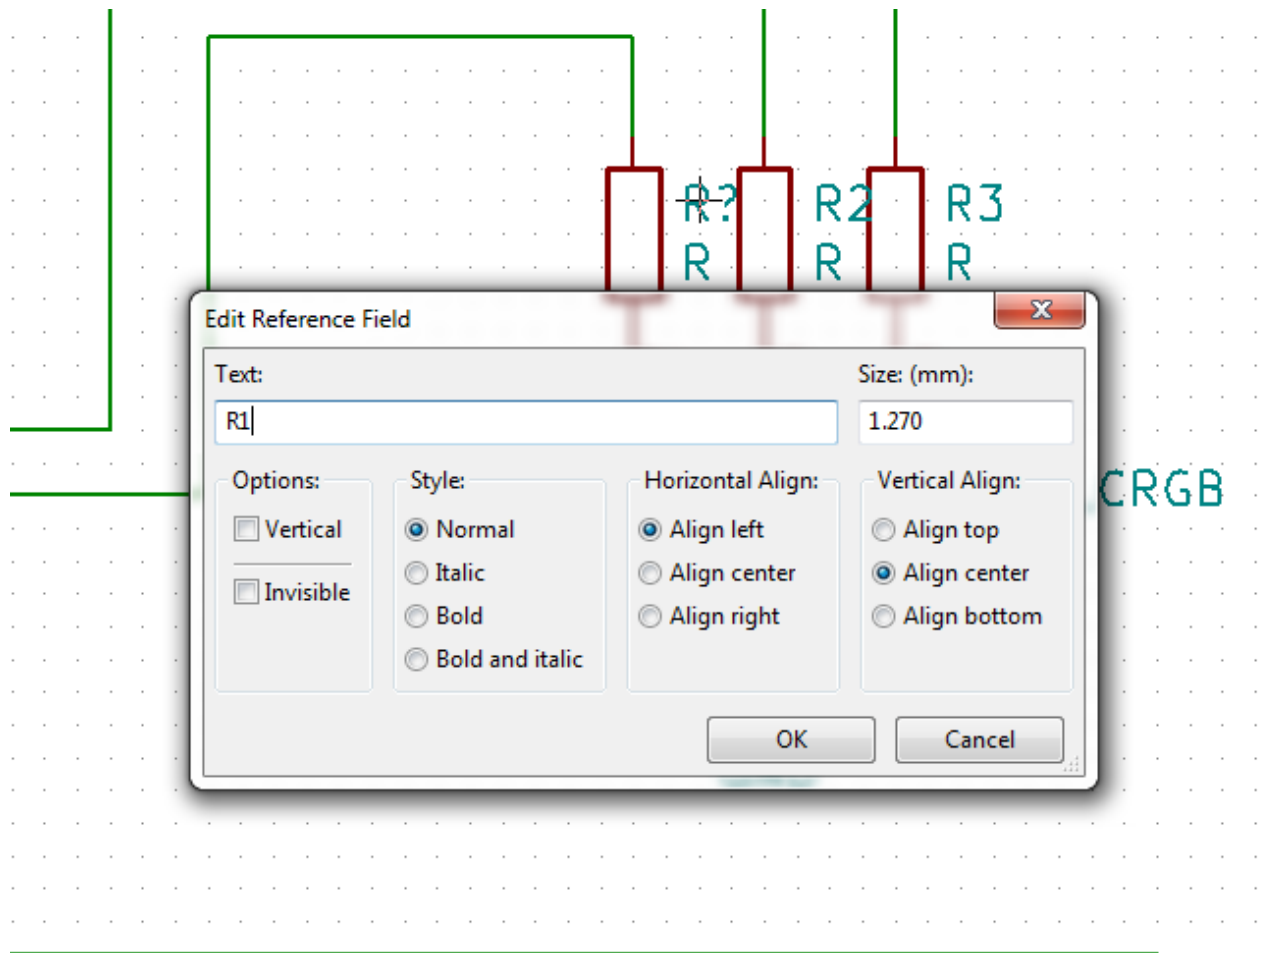 R? R2 R3
R R R
Edit Reference Field
Text: Size: (mm):
R1 1.270
Options: Style: Horizontal Align: Vertical Align:
CRGB
Vertical Normal Align left Align top
Italic Align center Align center
Invisible
Bold Align right Align bottom
Bold and italic
OK Cancel